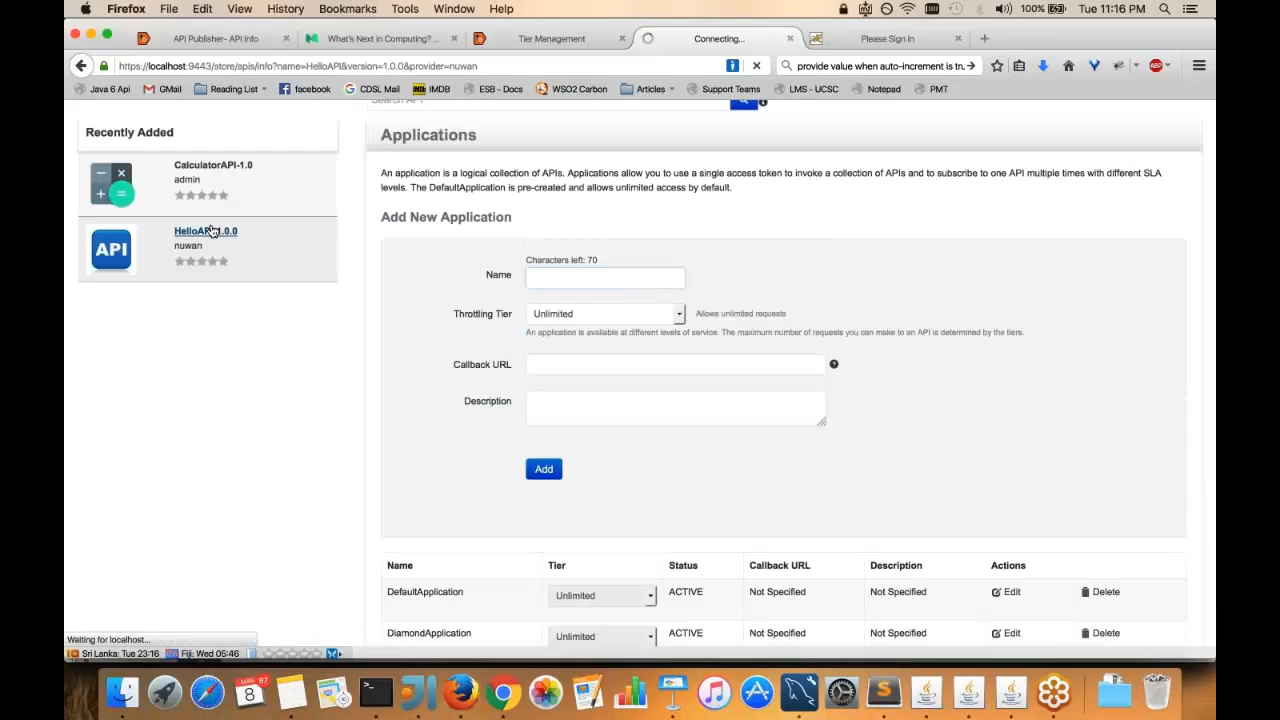 Firefox File Edit View History Bookmarks Tools Window Help 100% Tue 11:16 PM
API Publisher- API Info × What's Next in Computing? ... × Tier Management × Connecting... × Please Sign In × +
https://localhost:9443/store/apis/info?name=HelloAPI&version=1.0.0&provider=nuwan
provide value when auto-increment is tru
Java 6 Api GMail Reading List facebook CDSL Mail IMDB ESB - Docs WSO2 Carbon Articles Support Teams LMS - UCSC Notepad PMT
Search API
Recently Added
CalculatorAPI-1.0
admin
HelloAPI-1.0.0
API
nuwan
Applications
An application is a logical collection of APIs. Applications allow you to use a single access token to invoke a collection of APIs and to subscribe to one API multiple times with different SLA
levels. The DefaultApplication is pre-created and allows unlimited access by default.
Add New Application
Characters left: 70
Name
Throttling Tier Unlimited Allows unlimited requests
An application is available at different levels of service. The maximum number of requests you can make to an API is determined by the tiers.
Callback URL
Description
Add
Name Tier Status Callback URL Description Actions
DefaultApplication Unlimited ACTIVE Not Specified Not Specified Edit Delete
DiamondApplication Unlimited ACTIVE Not Specified Not Specified Edit Delete
Waiting for localhost...
Sri Lanka: Tue 23:16 Fiji: Wed 05:46
8
87